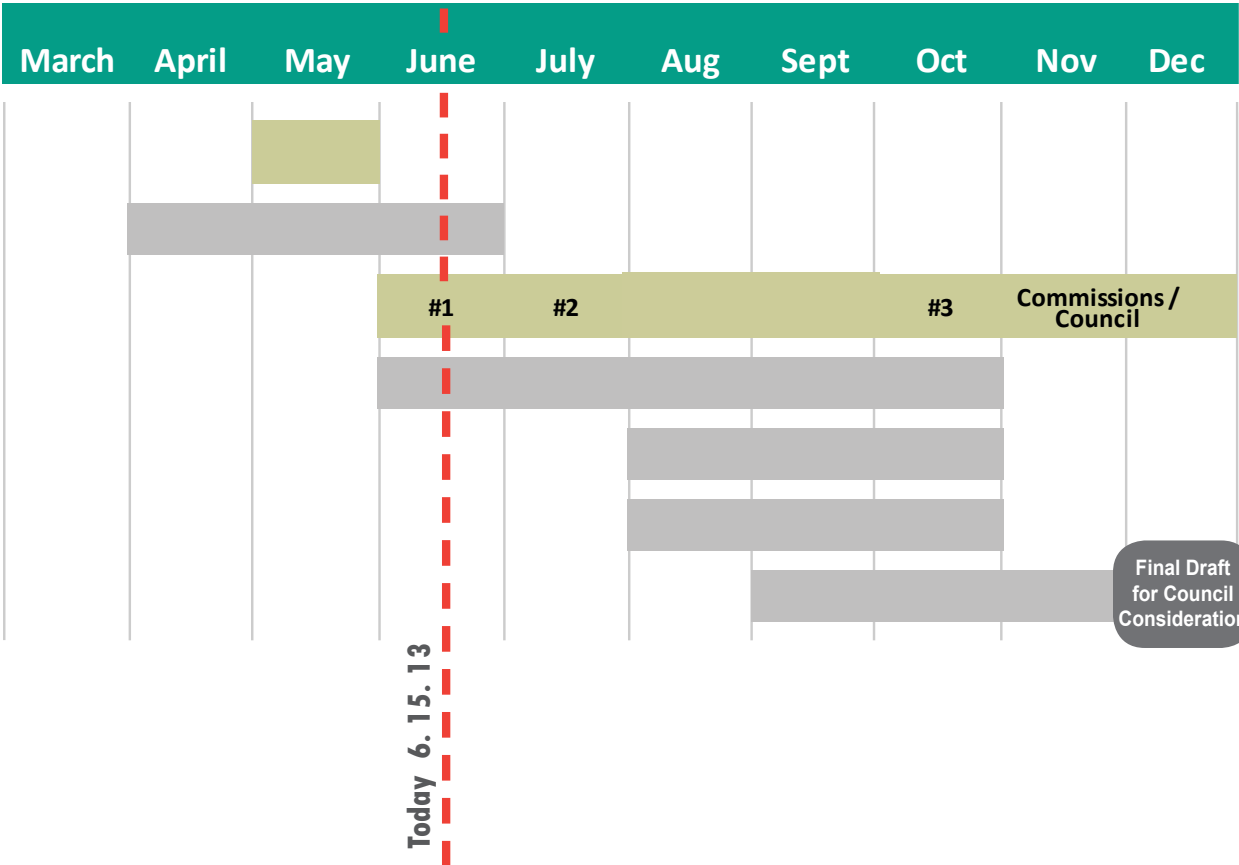 March April May June July Aug Sept Oct Nov Dec
#1 #2 #3 Commissions /
Council
Final Draft
for Council
Consideration
Today 6. 15. 13